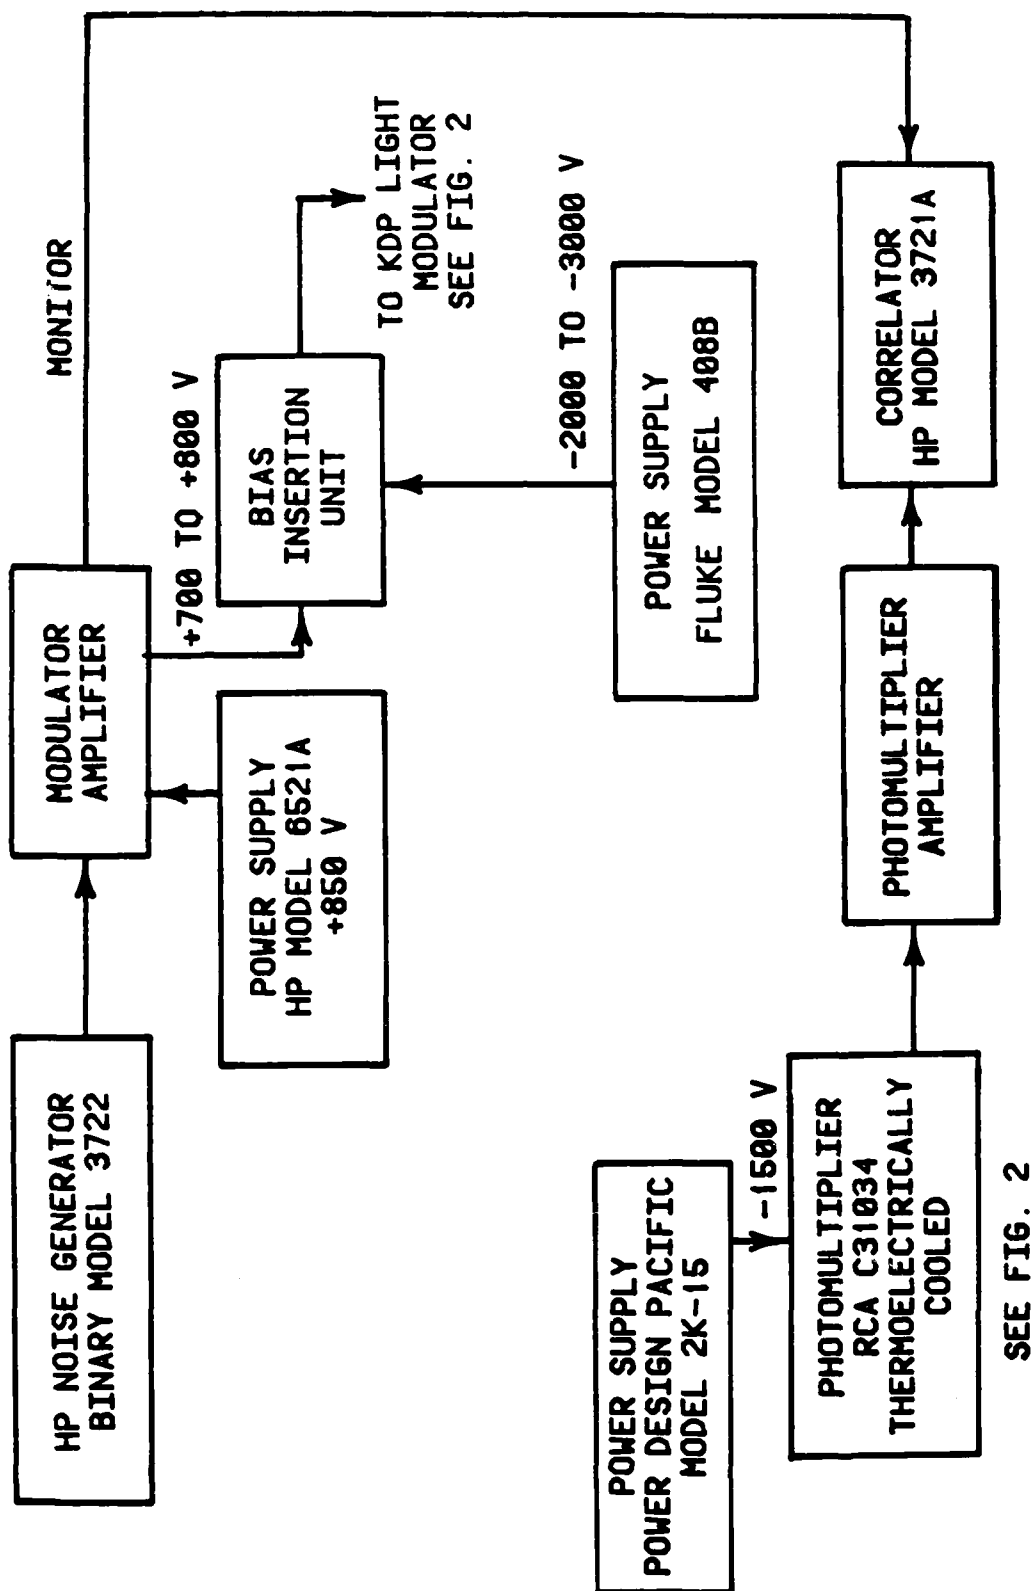 HP NOISE GENERATOR
BINARY MODEL 3722
MODULATOR
AMPLIFIER
MONITOR
POWER SUPPLY
HP MODEL 6521A
+850 V
+700 TO +800 V
BIAS
INSERTION
UNIT
TO KDP LIGHT
MODULATOR
SEE FIG. 2
-2000 TO -3000 V
POWER SUPPLY
FLUKE MODEL 408B
POWER SUPPLY
POWER DESIGN PACIFIC
MODEL 2K-15
-1500 V
PHOTOMULTIPLIER
RCA C31034
THERMOELECTRICALLY
COOLED
PHOTOMULTIPLIER
AMPLIFIER
CORRELATOR
HP MODEL 3721A
SEE FIG. 2